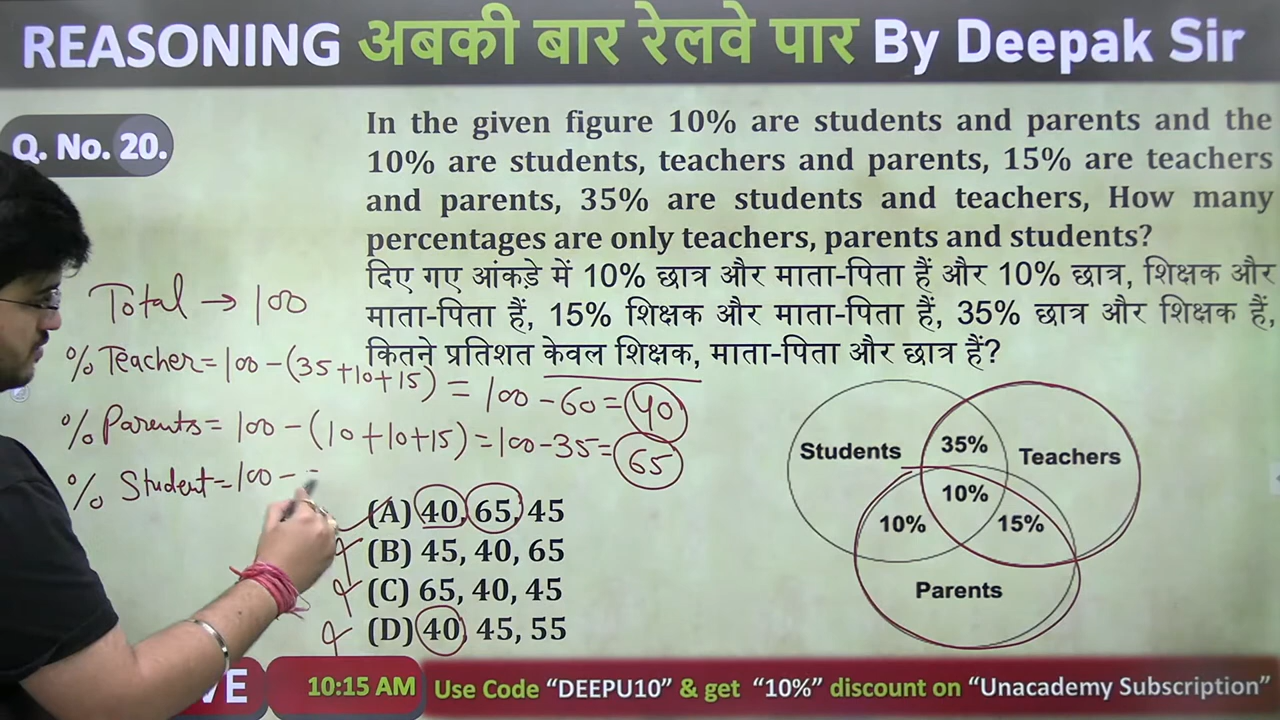 REASONING अबकी बार रेलवे पार By Deepak Sir
Q. No. 20.
In the given figure 10% are students and parents and the
10% are students, teachers and parents, 15% are teachers
and parents, 35% are students and teachers, How many
percentages are only teachers, parents and students?
दिए गए आंकड़े में 10% छात्र और माता-पिता हैं और 10% छात्र, शिक्षक और
माता-पिता हैं, 15% शिक्षक और माता-पिता हैं, 35% छात्र और शिक्षक हैं,
कितने प्रतिशत केवल शिक्षक, माता-पिता और छात्र हैं?
Total → 100
% Teacher = 100 - (35+10+15) = 100 - 60 = 40
% Parents = 100 - (10+10+15) = 100-35 = 65
% Student = 100 -
(A) 40, 65, 45
(B) 45, 40, 65
(C) 65, 40, 45
(D) 40, 45, 55
Students
35%
Teachers
10%
10%
15%
Parents
VE
10:15 AM
Use Code “DEEPU10” & get “10%” discount on “Unacademy Subscription”